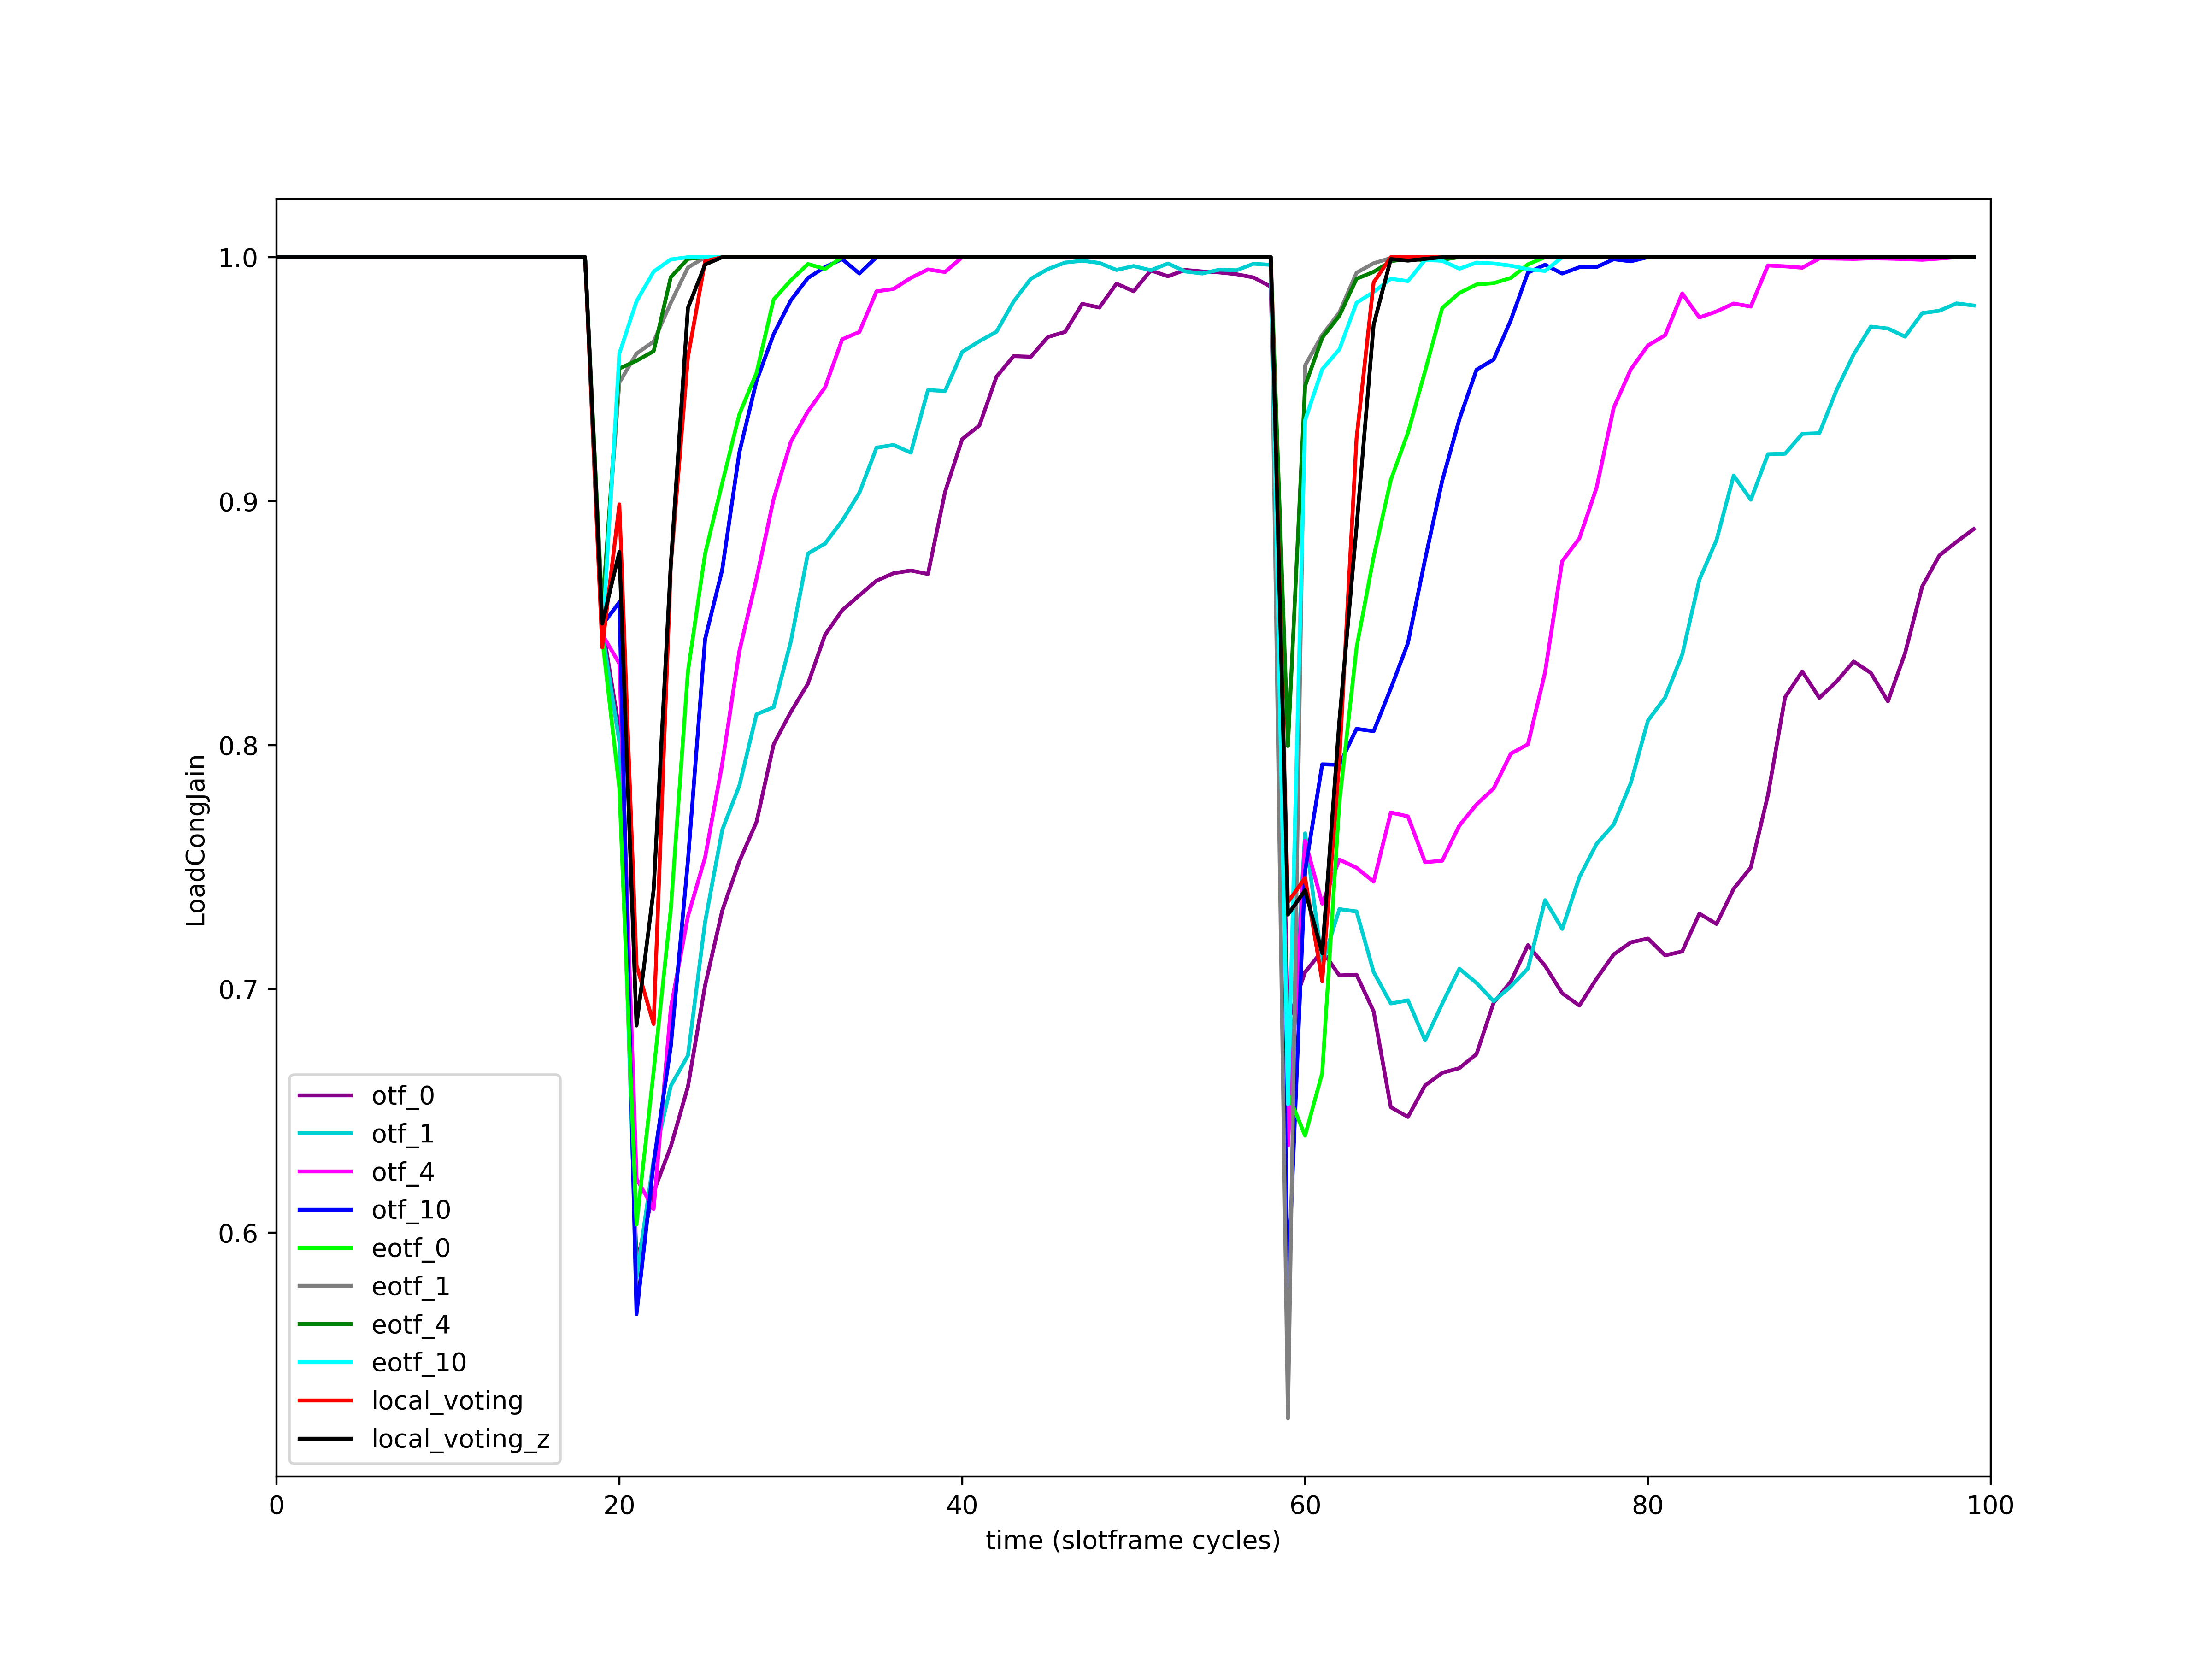 1.0
0.9
0.8
0.7
0.6
LoadCongJain
otf_0
otf_1
otf_4
otf_10
eotf_0
eotf_1
eotf_4
eotf_10
local_voting
local_voting_z
0 20 40 60 80 100
time (slotframe cycles)